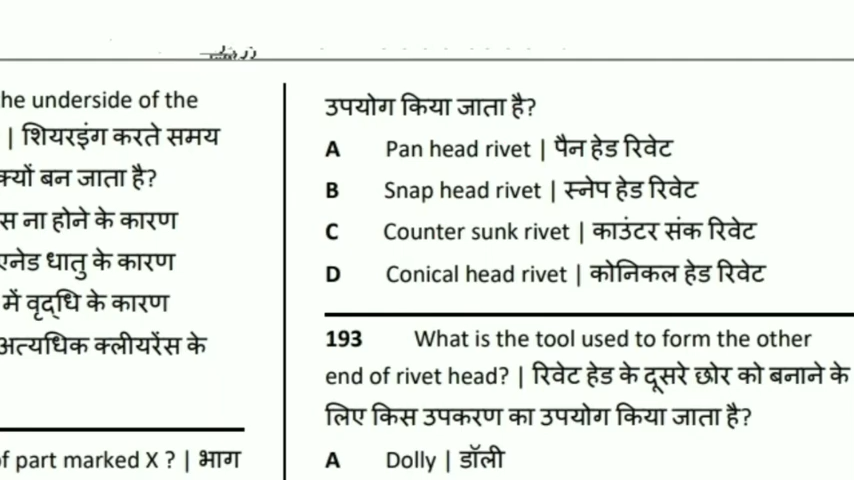 he underside of the
| शियरइंग करते समय
क्यों बन जाता है?
स ना होने के कारण
एनेड धातु के कारण
में वृद्धि के कारण
अत्यधिक क्लीयरेंस के
of part marked X ? | भाग
उपयोग किया जाता है?
A Pan head rivet | पैन हेड रिवेट
B Snap head rivet | स्नेप हेड रिवेट
C Counter sunk rivet | काउंटर संक रिवेट
D Conical head rivet | कोनिकल हेड रिवेट
193 What is the tool used to form the other
end of rivet head? | रिवेट हेड के दूसरे छोर को बनाने के
लिए किस उपकरण का उपयोग किया जाता है?
A Dolly | डॉली